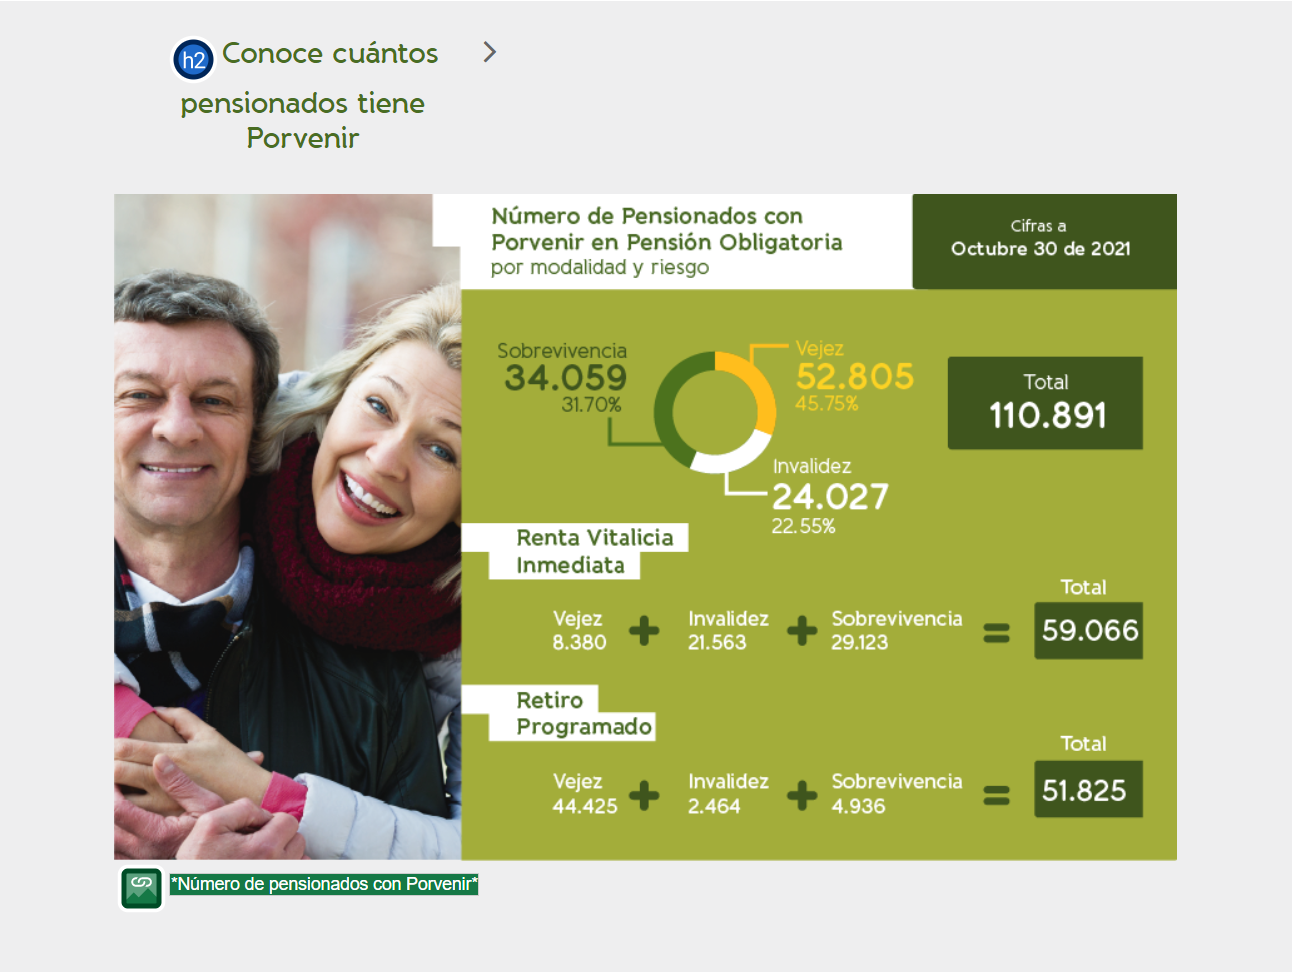 h2 Conoce cuántos
pensionados tiene
Porvenir
Número de Pensionados con
Porvenir en Pensión Obligatoria
por modalidad y riesgo
Cifras a
Octubre 30 de 2021
Sobrevivencia
34.059
31.70%
Vejez
52.805
45.75%
Invalidez
24.027
22.55%
Total
110.891
Renta Vitalicia
Inmediata
Vejez
8.380
+
Invalidez
21.563
+
Sobrevivencia
29.123
=
Total
59.066
Retiro
Programado
Vejez
44.425
+
Invalidez
2.464
+
Sobrevivencia
4.936
=
Total
51.825
*Número de pensionados con Porvenir*